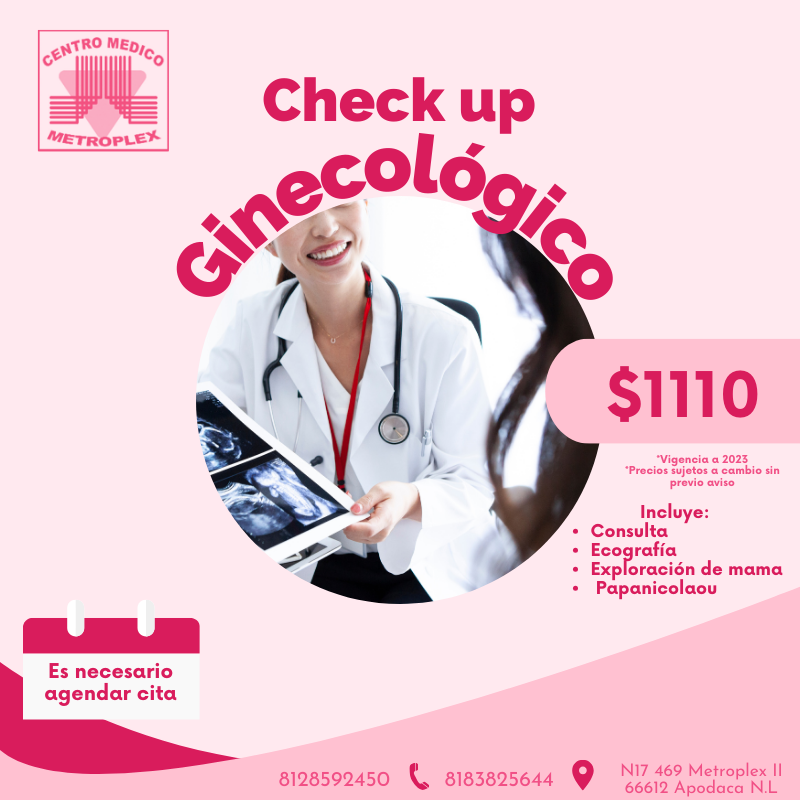 CENTRO MEDICO
METROPLEX
Check up
Ginecológico
$1110
*Vigencia a 2023
*Precios sujetos a cambio sin
previo aviso
Incluye:
• Consulta
• Ecografía
• Exploración de mama
• Papanicolaou
Es necesario
agendar cita
8128592450 8183825644
N17 469 Metroplex II
66612 Apodaca N.L